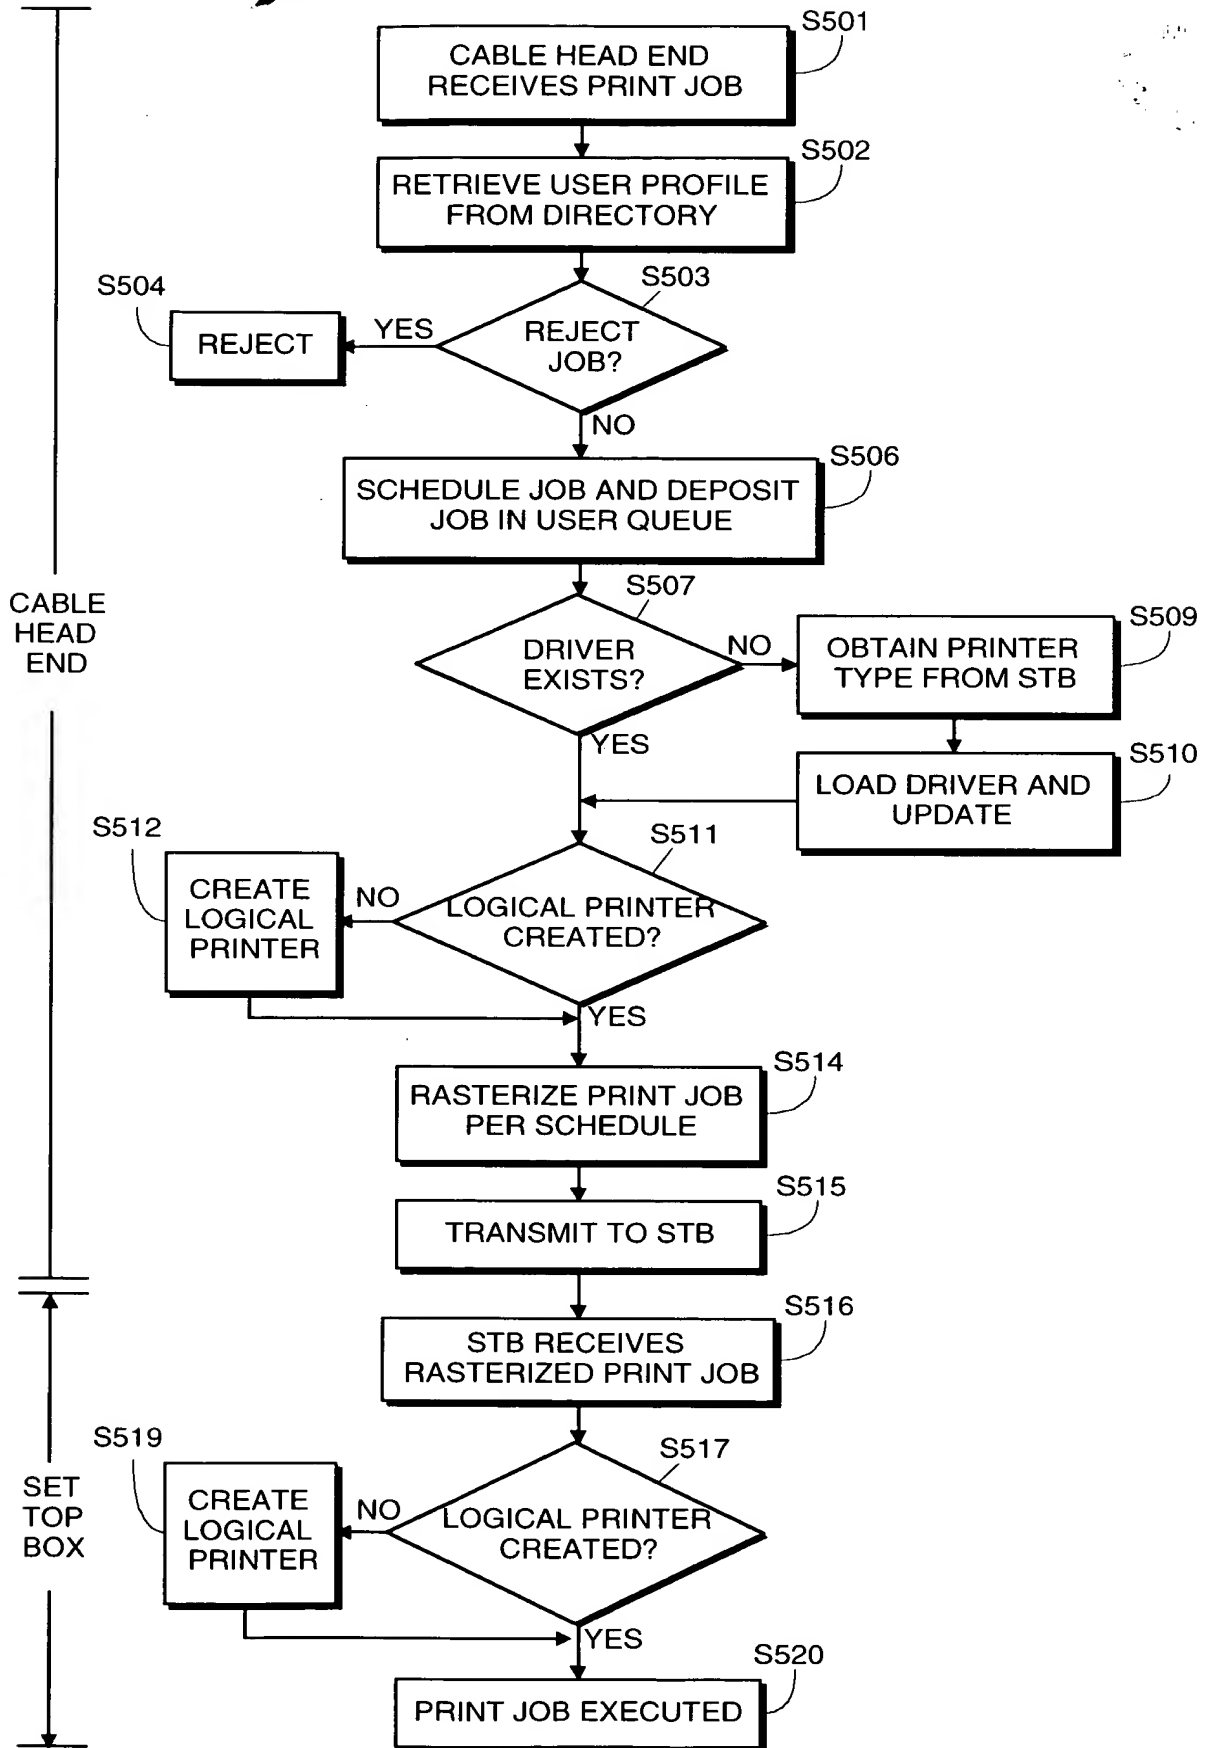 S501
CABLE HEAD END
RECEIVES PRINT JOB
S502
RETRIEVE USER PROFILE
FROM DIRECTORY
S503
S504
REJECT
YES
REJECT
JOB?
NO
S506
SCHEDULE JOB AND DEPOSIT
JOB IN USER QUEUE
S507
CABLE
HEAD
END
DRIVER
EXISTS?
NO
S509
OBTAIN PRINTER
TYPE FROM STB
YES
S510
LOAD DRIVER AND
UPDATE
S512
S511
CREATE
LOGICAL
PRINTER
NO
LOGICAL PRINTER
CREATED?
YES
S514
RASTERIZE PRINT JOB
PER SCHEDULE
S515
TRANSMIT TO STB
S516
STB RECEIVES
RASTERIZED PRINT JOB
S519
S517
SET
TOP
BOX
CREATE
LOGICAL
PRINTER
NO
LOGICAL PRINTER
CREATED?
YES
S520
PRINT JOB EXECUTED